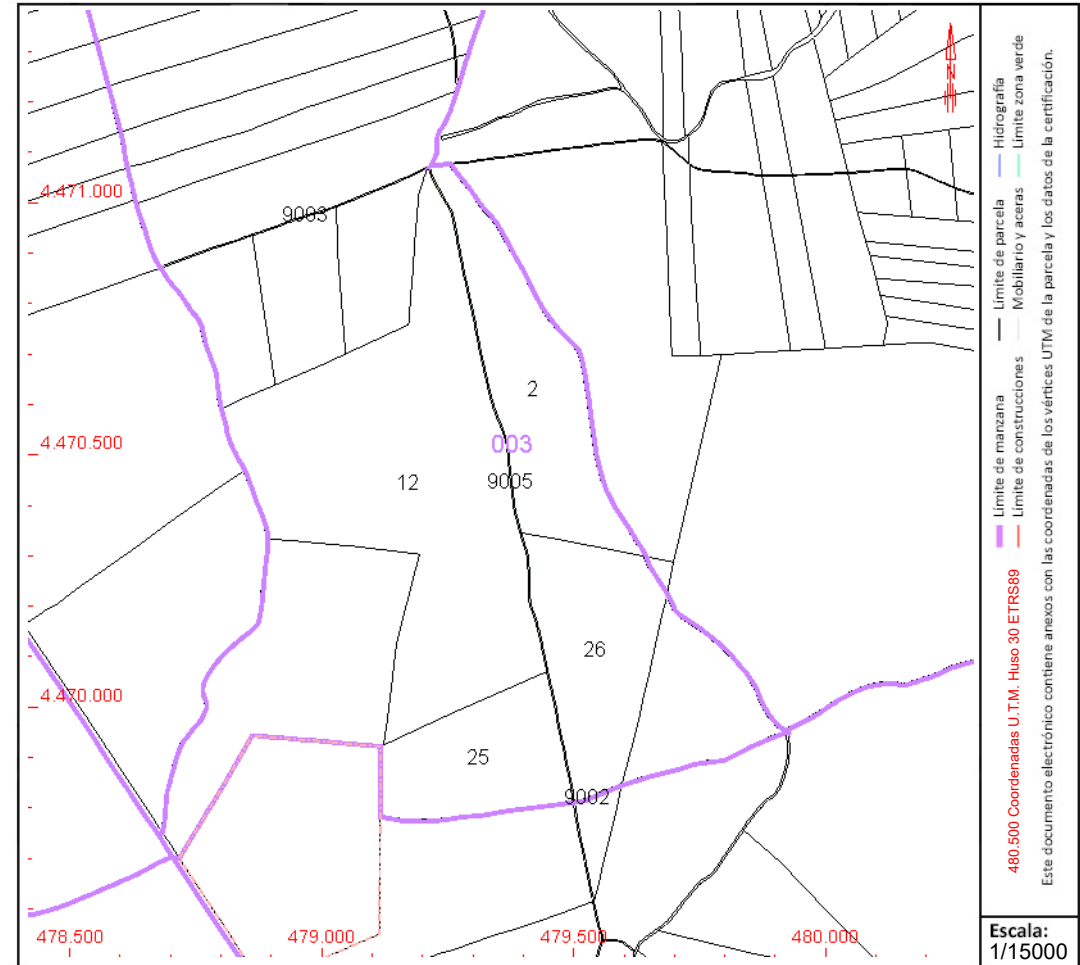 4.471.000
9003
2
4.470.500
003
12
9005
26
4.470.000
25
9002
478.500
479.000
479.500
480.000
N
480.500 Coordenadas U.T.M. Huso 30 ETRS89
Límite de manzana
Límite de parcela
Hidrografía
Límite de construcciones
Mobiliario y aceras
Límite zona verde
Este documento electrónico contiene anexos con las coordenadas de los vértices UTM de la parcela y los datos de la certificación.
Escala:
1/15000